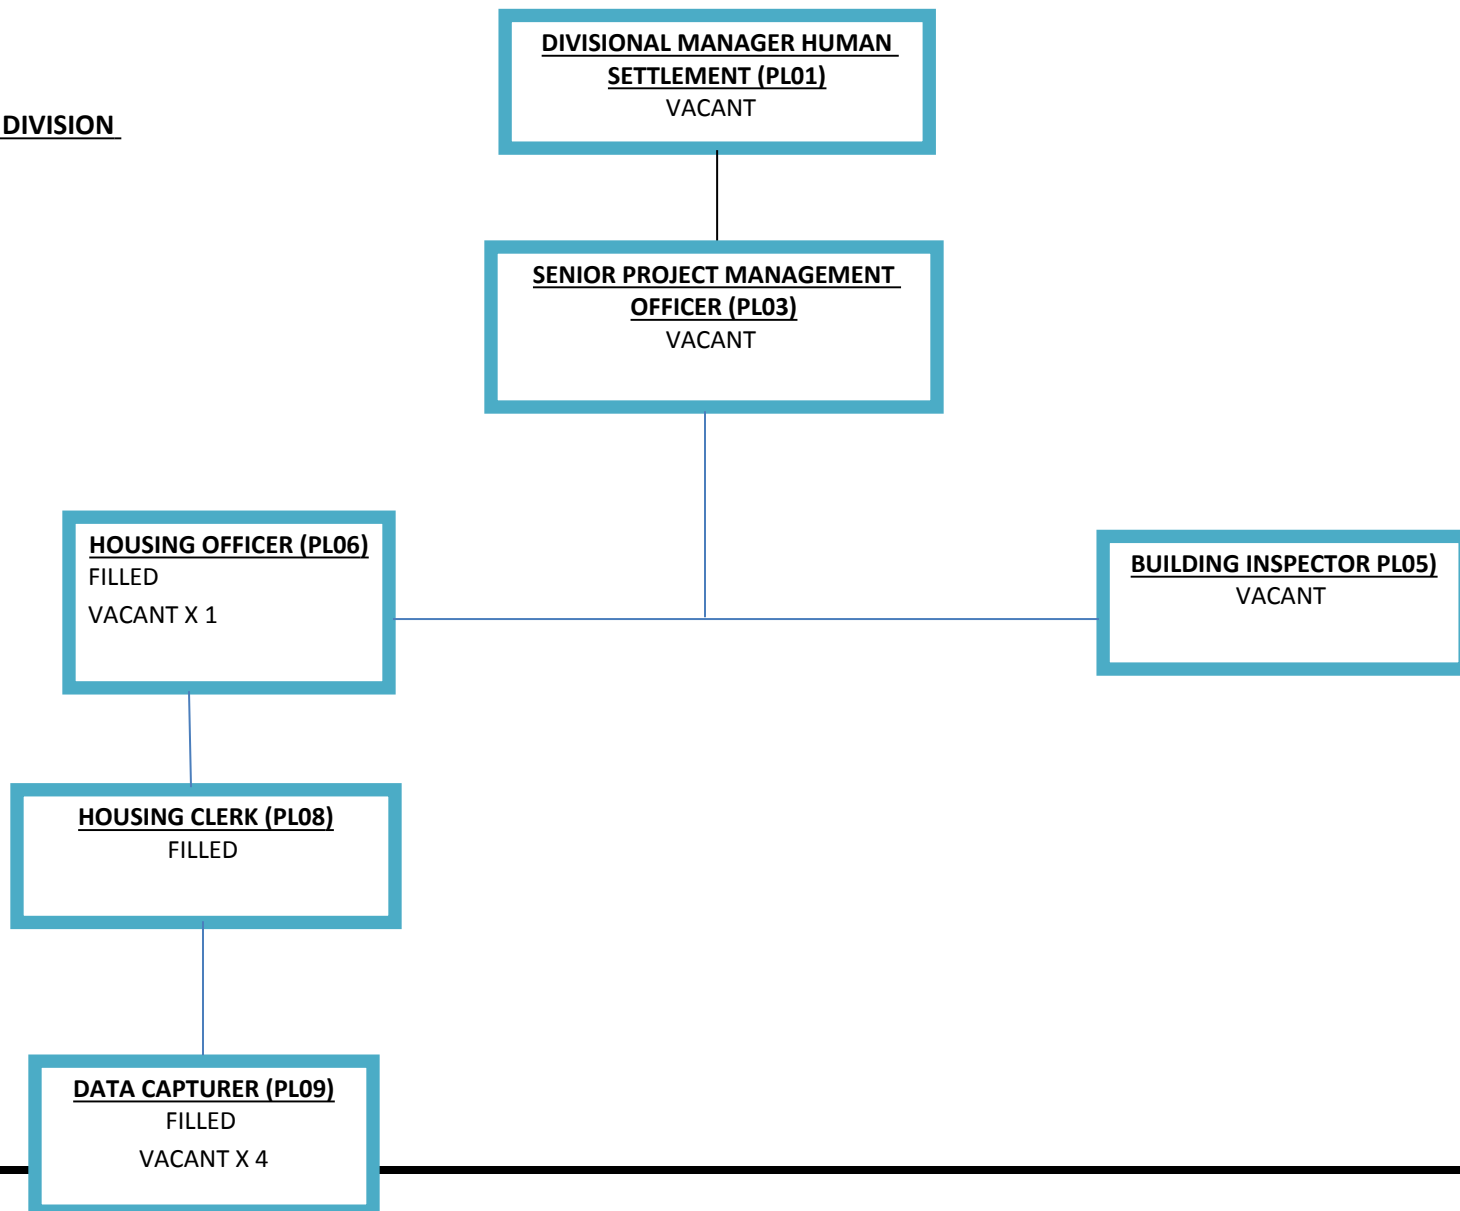 DIVISIONAL MANAGER HUMAN
SETTLEMENT (PL01)
VACANT
DIVISION
SENIOR PROJECT MANAGEMENT
OFFICER (PL03)
VACANT
HOUSING OFFICER (PL06)
FILLED
VACANT X 1
BUILDING INSPECTOR PL05)
VACANT
HOUSING CLERK (PL08)
FILLED
DATA CAPTURER (PL09)
FILLED
VACANT X 4